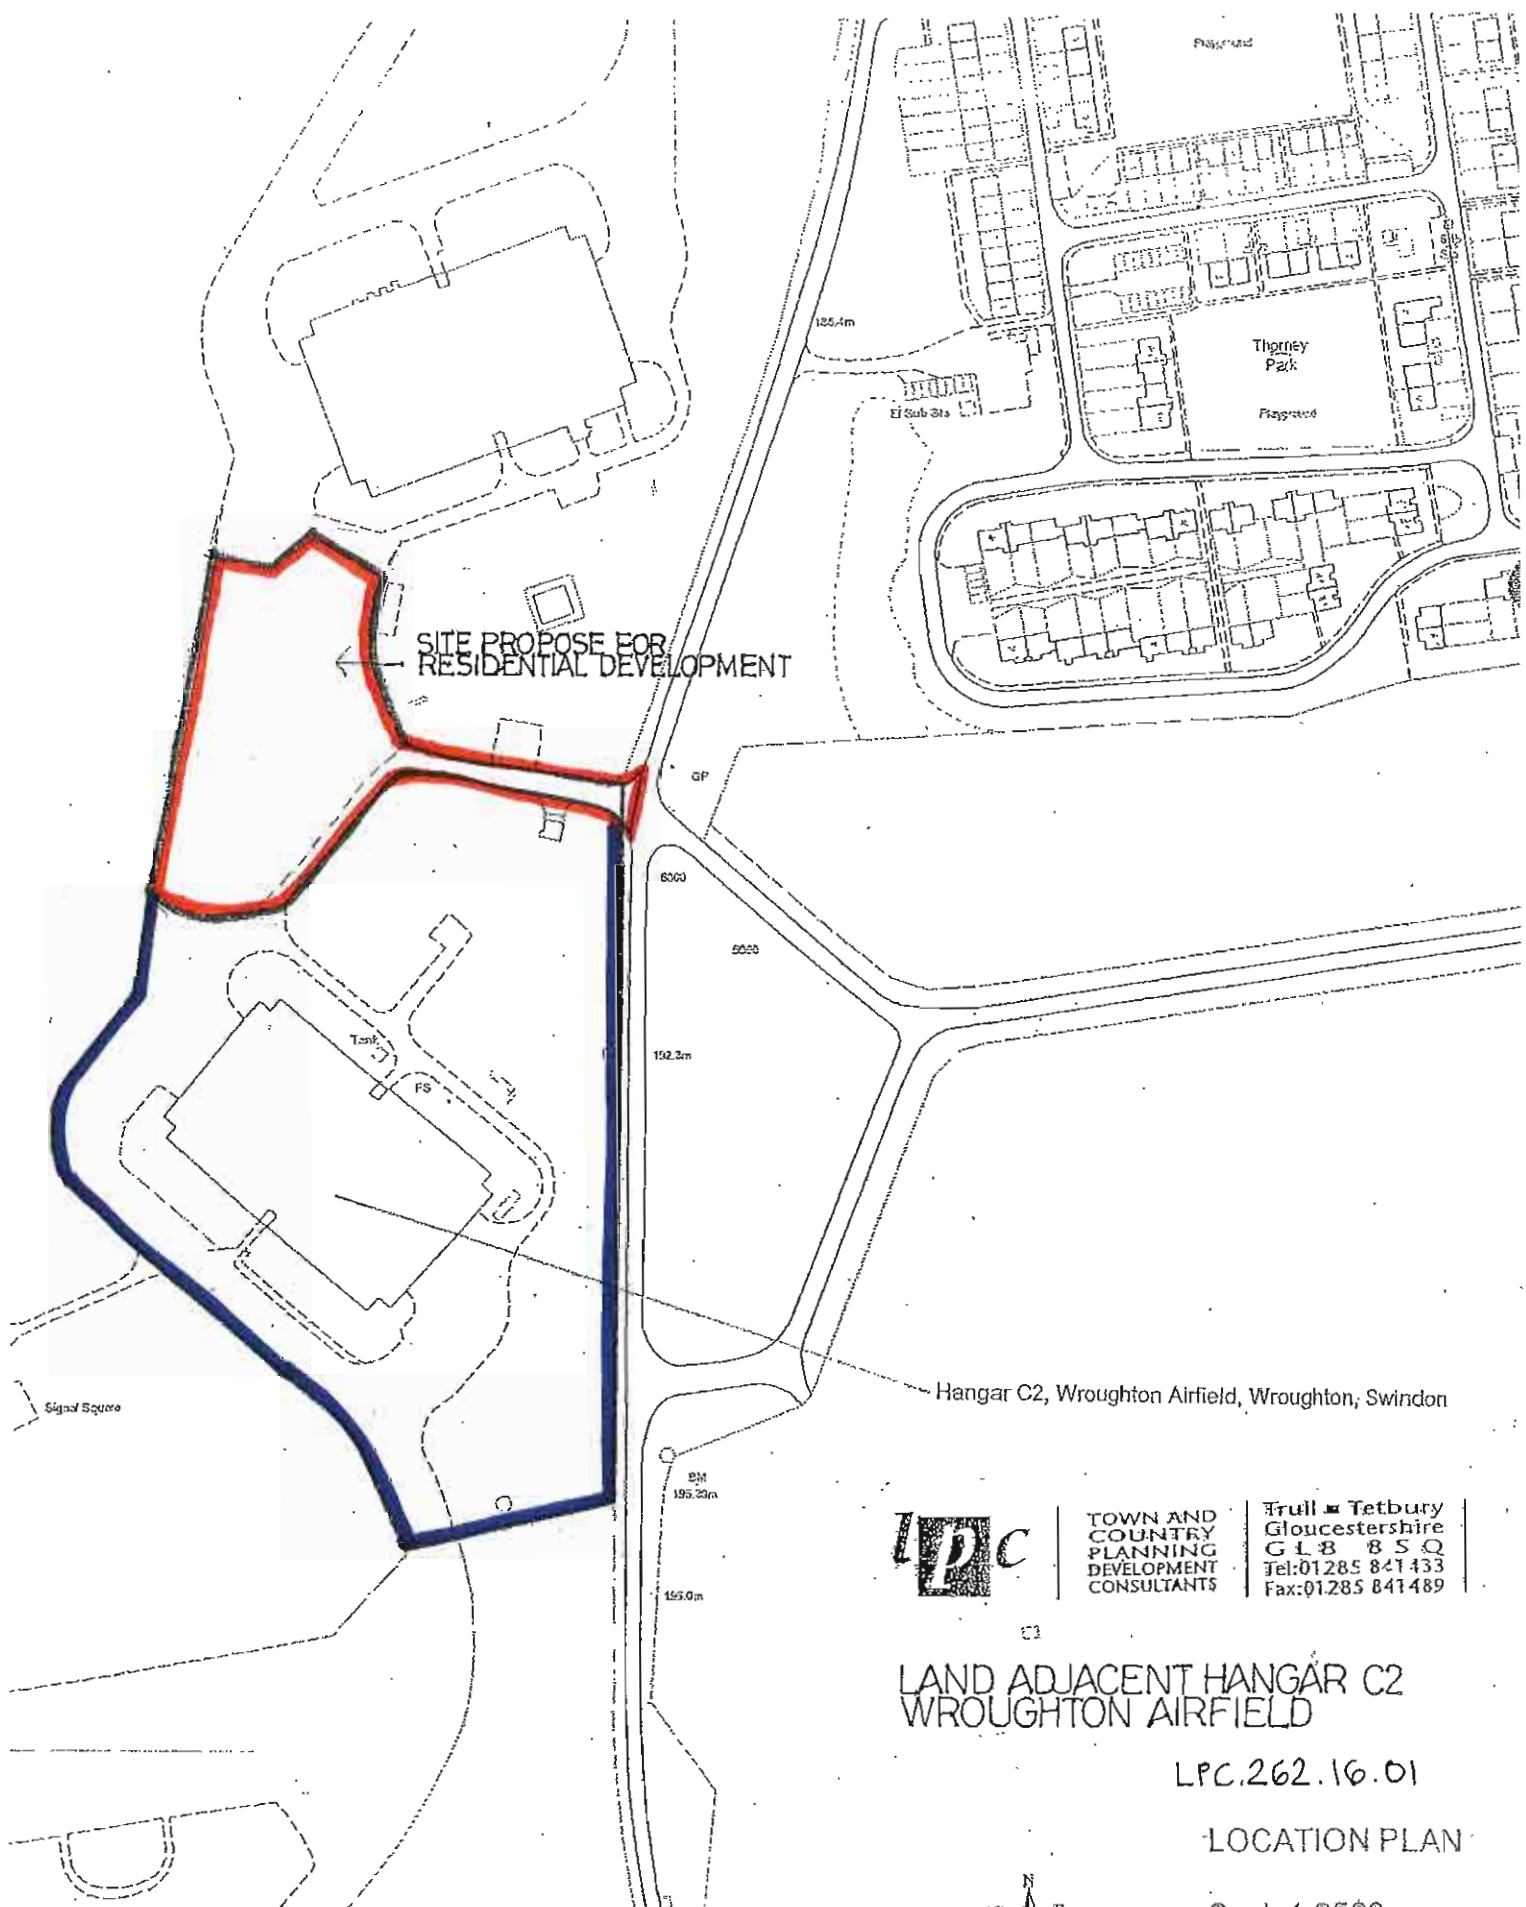 Playground
185.4m
Thorney
Park
El Sub Sta
Playground
SITE PROPOSE FOR
RESIDENTIAL DEVELOPMENT
GP
192.3m
Tank
FS
Signal Square
Hangar C2, Wroughton Airfield, Wroughton, Swindon
BM
195.0m
lpc
TOWN AND
COUNTRY
PLANNING
DEVELOPMENT
CONSULTANTS
Trull ■ Tetbury
Gloucestershire
GL8 8SQ
Tel:01285 841433
Fax:01285 841489
LAND ADJACENT HANGAR C2
WROUGHTON AIRFIELD
LPC.262.16.01
LOCATION PLAN
N